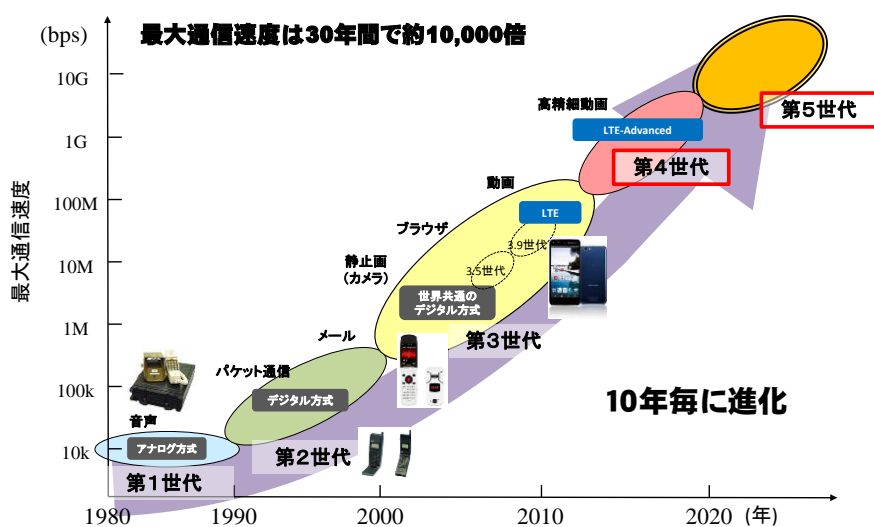 (bps)
最大通信速度は30年間で約10,000倍
10G
高精細動画
第5世代
LTE-Advanced
1G
第4世代
動画
100M
LTE
ブラウザ
3.9世代
静止画
(カメラ)
3.5世代
10M
世界共通の
デジタル方式
最大通信速度
1M
メール
第3世代
パケット通信
100k
デジタル方式
10年毎に進化
音声
アナログ方式
10k
第2世代
第1世代
1980
1990
2000
2010
2020
(年)